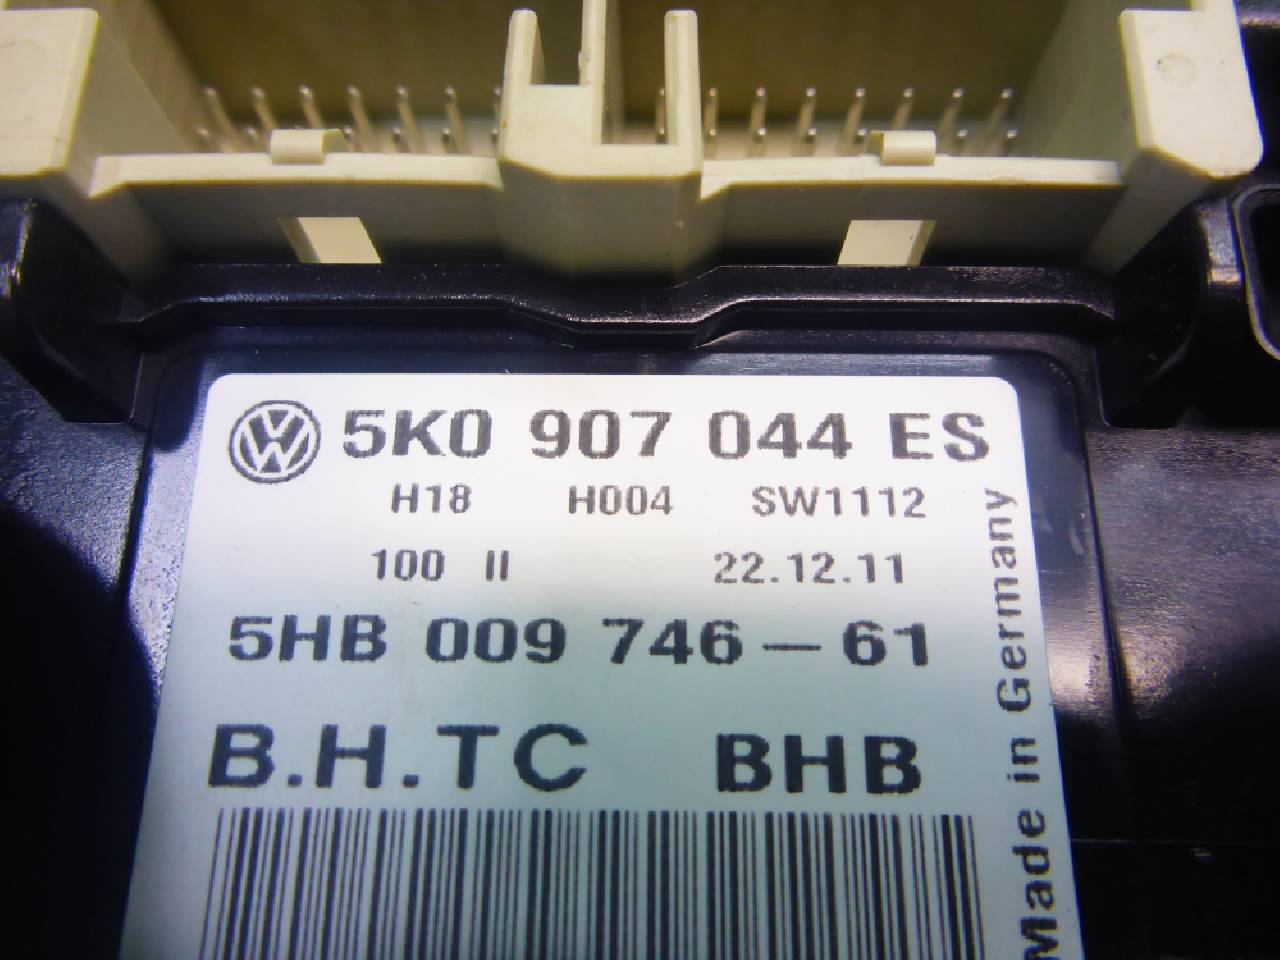 5K0 907 044 ES
H18 H004 SW1112
100 II 22.12.11
5HB 009 746-61
B.H.TC BHB
Made in Germany